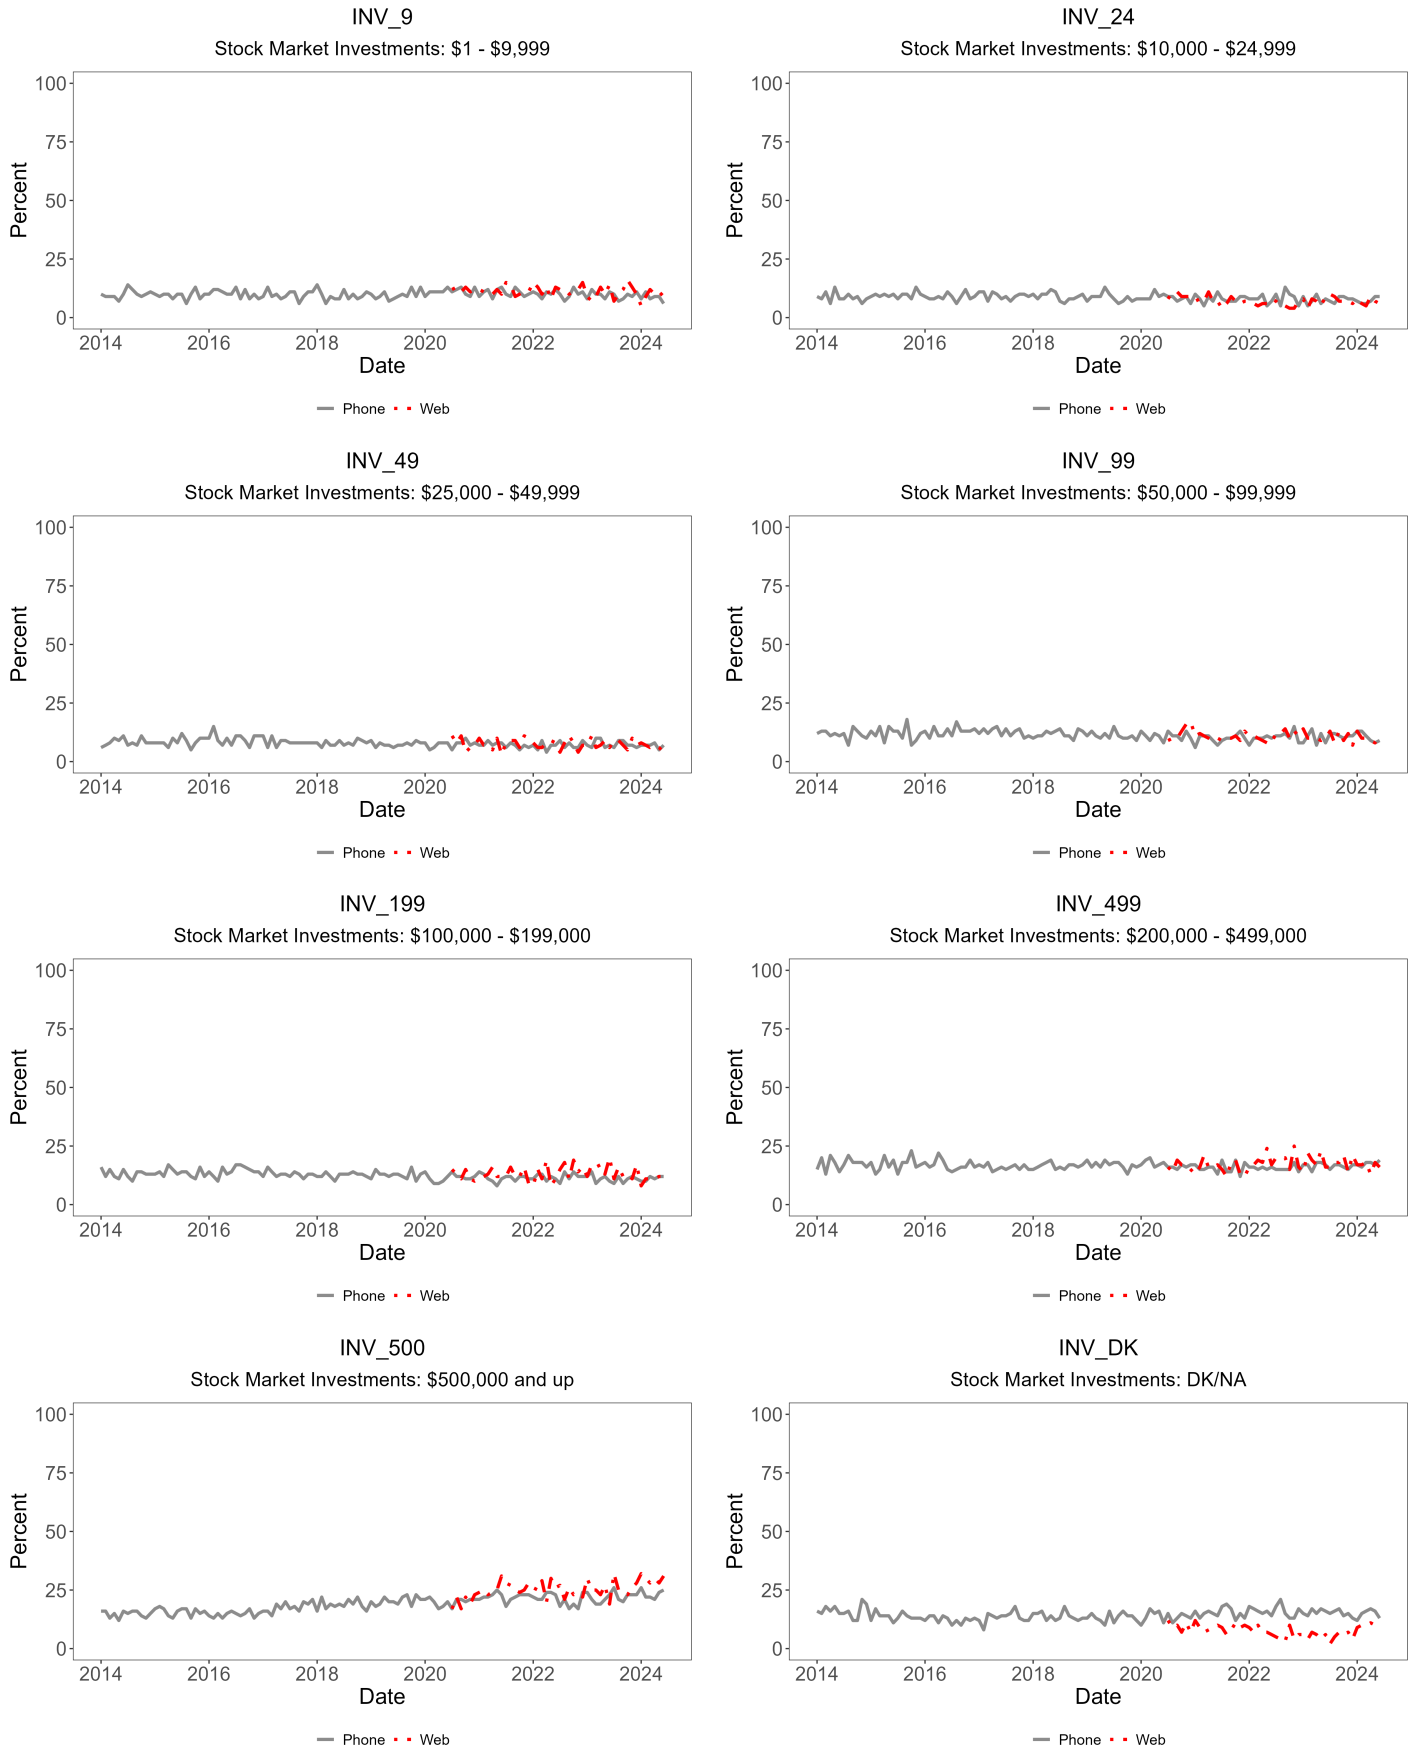 INV_9
Stock Market Investments: $1 - $9,999
100
75
50
25
0
Percent
2014 2016 2018 2020 2022 2024
Date
Phone Web
INV_24
Stock Market Investments: $10,000 - $24,999
100
75
50
25
0
Percent
2014 2016 2018 2020 2022 2024
Date
Phone Web
INV_49
Stock Market Investments: $25,000 - $49,999
100
75
50
25
0
Percent
2014 2016 2018 2020 2022 2024
Date
Phone Web
INV_99
Stock Market Investments: $50,000 - $99,999
100
75
50
25
0
Percent
2014 2016 2018 2020 2022 2024
Date
Phone Web
INV_199
Stock Market Investments: $100,000 - $199,000
100
75
50
25
0
Percent
2014 2016 2018 2020 2022 2024
Date
Phone Web
INV_499
Stock Market Investments: $200,000 - $499,000
100
75
50
25
0
Percent
2014 2016 2018 2020 2022 2024
Date
Phone Web
INV_500
Stock Market Investments: $500,000 and up
100
75
50
25
0
Percent
2014 2016 2018 2020 2022 2024
Date
Phone Web
INV_DK
Stock Market Investments: DK/NA
100
75
50
25
0
Percent
2014 2016 2018 2020 2022 2024
Date
Phone Web